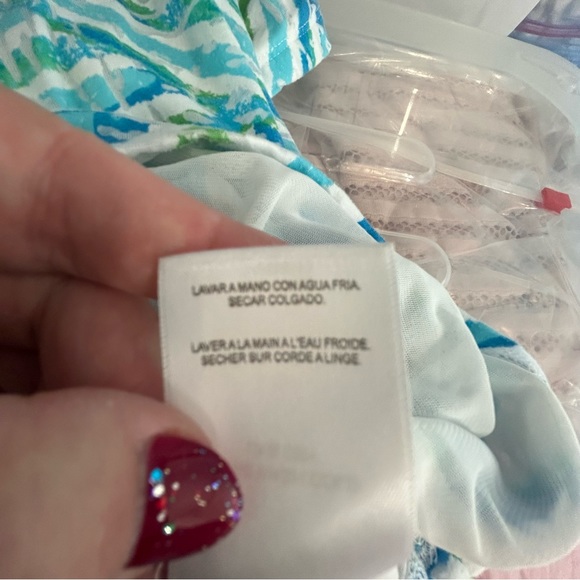 LAVAR A MANO CON AGUA FRIA.
SECAR COLGADO.
LAVER A LA MAIN A L'EAU FROIDE.
SECHER SUR CORDE A LINGE.